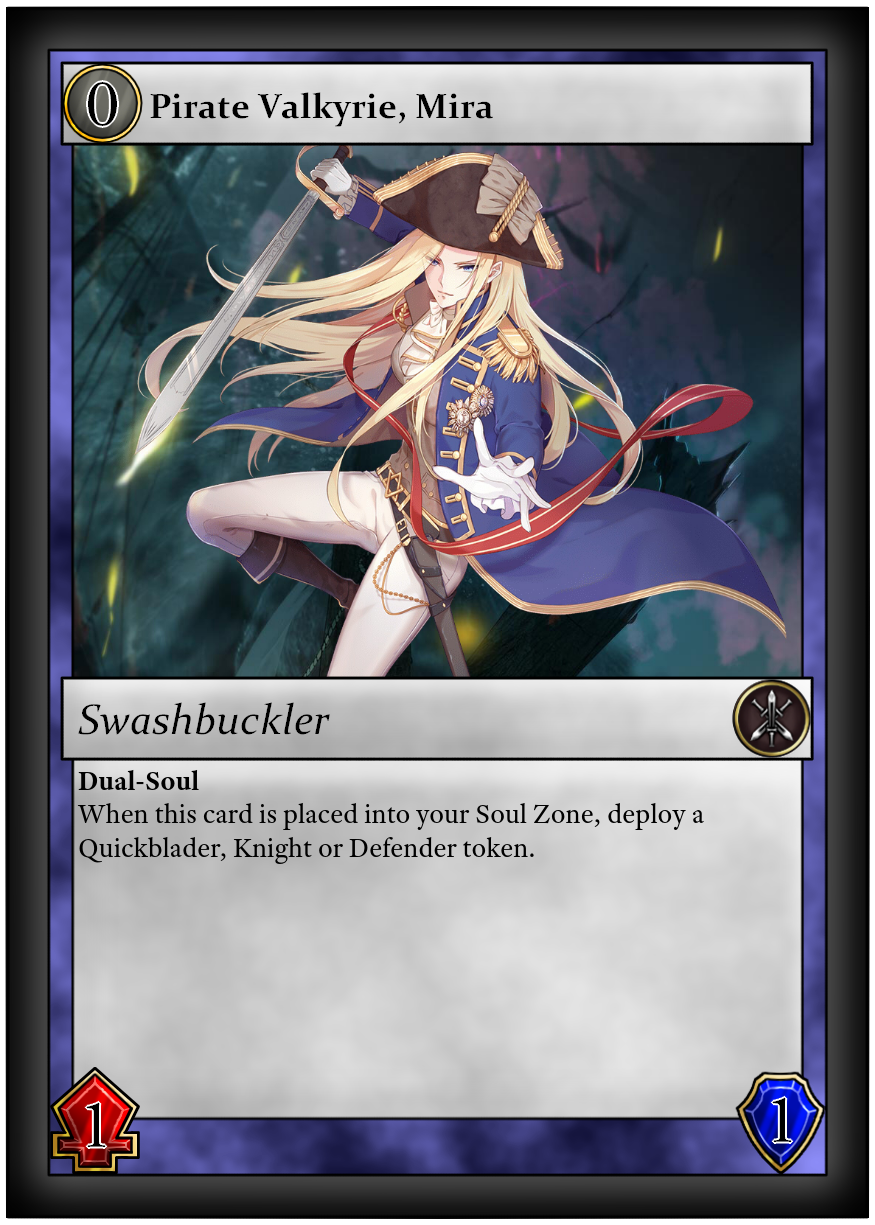 0
Pirate Valkyrie, Mira
Swashbuckler
Dual-Soul
When this card is placed into your Soul Zone, deploy a
Quickblader, Knight or Defender token.
1
1